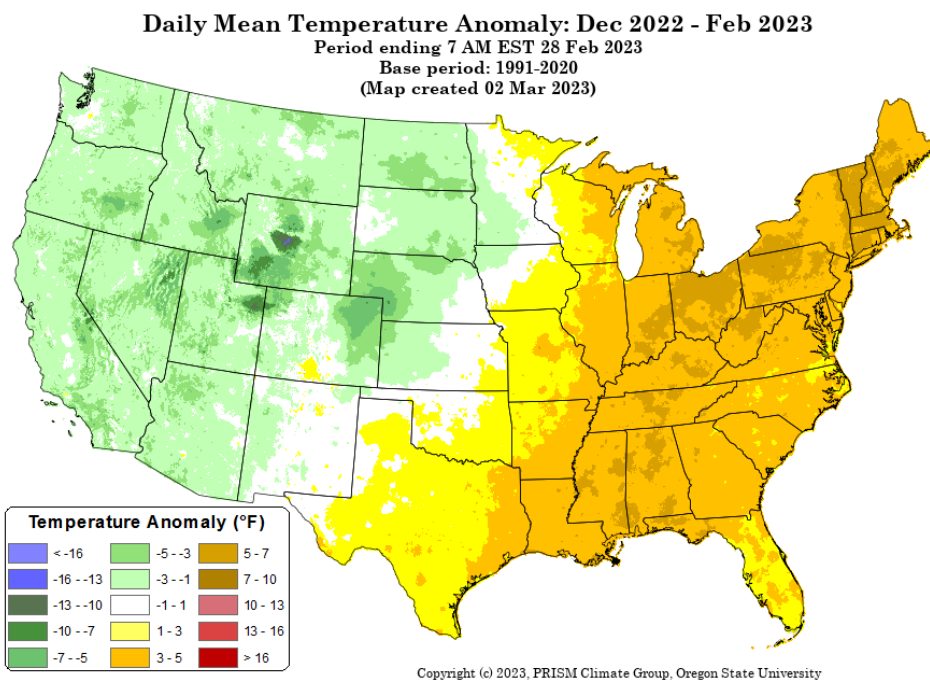 Daily Mean Temperature Anomaly: Dec 2022 - Feb 2023
Period ending 7 AM EST 28 Feb 2023
Base period: 1991-2020
(Map created 02 Mar 2023)
Temperature Anomaly (°F)
< -16
-16 - -13
-13 - -10
-10 - -7
-7 - -5
-5 - -3
-3 - -1
-1 - 1
1 - 3
3 - 5
5 - 7
7 - 10
10 - 13
13 - 16
> 16
Copyright (c) 2023, PRISM Climate Group, Oregon State University